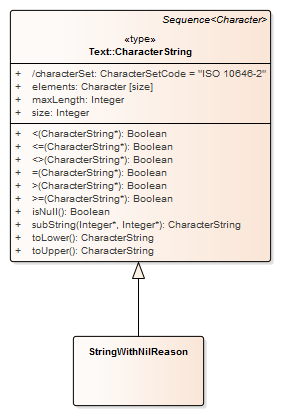 Sequence<Character>
«type»
Text::CharacterString
+ /characterSet: CharacterSetCode = "ISO 10646-2"
+ elements: Character [size]
+ maxLength: Integer
+ size: Integer
+ <(CharacterString*): Boolean
+ <=(CharacterString*): Boolean
+ <>(CharacterString*): Boolean
+ =(CharacterString*): Boolean
+ >(CharacterString*): Boolean
+ >=(CharacterString*): Boolean
+ isNull(): Boolean
+ subString(Integer*, Integer*): CharacterString
+ toLower(): CharacterString
+ toUpper(): CharacterString
StringWithNilReason